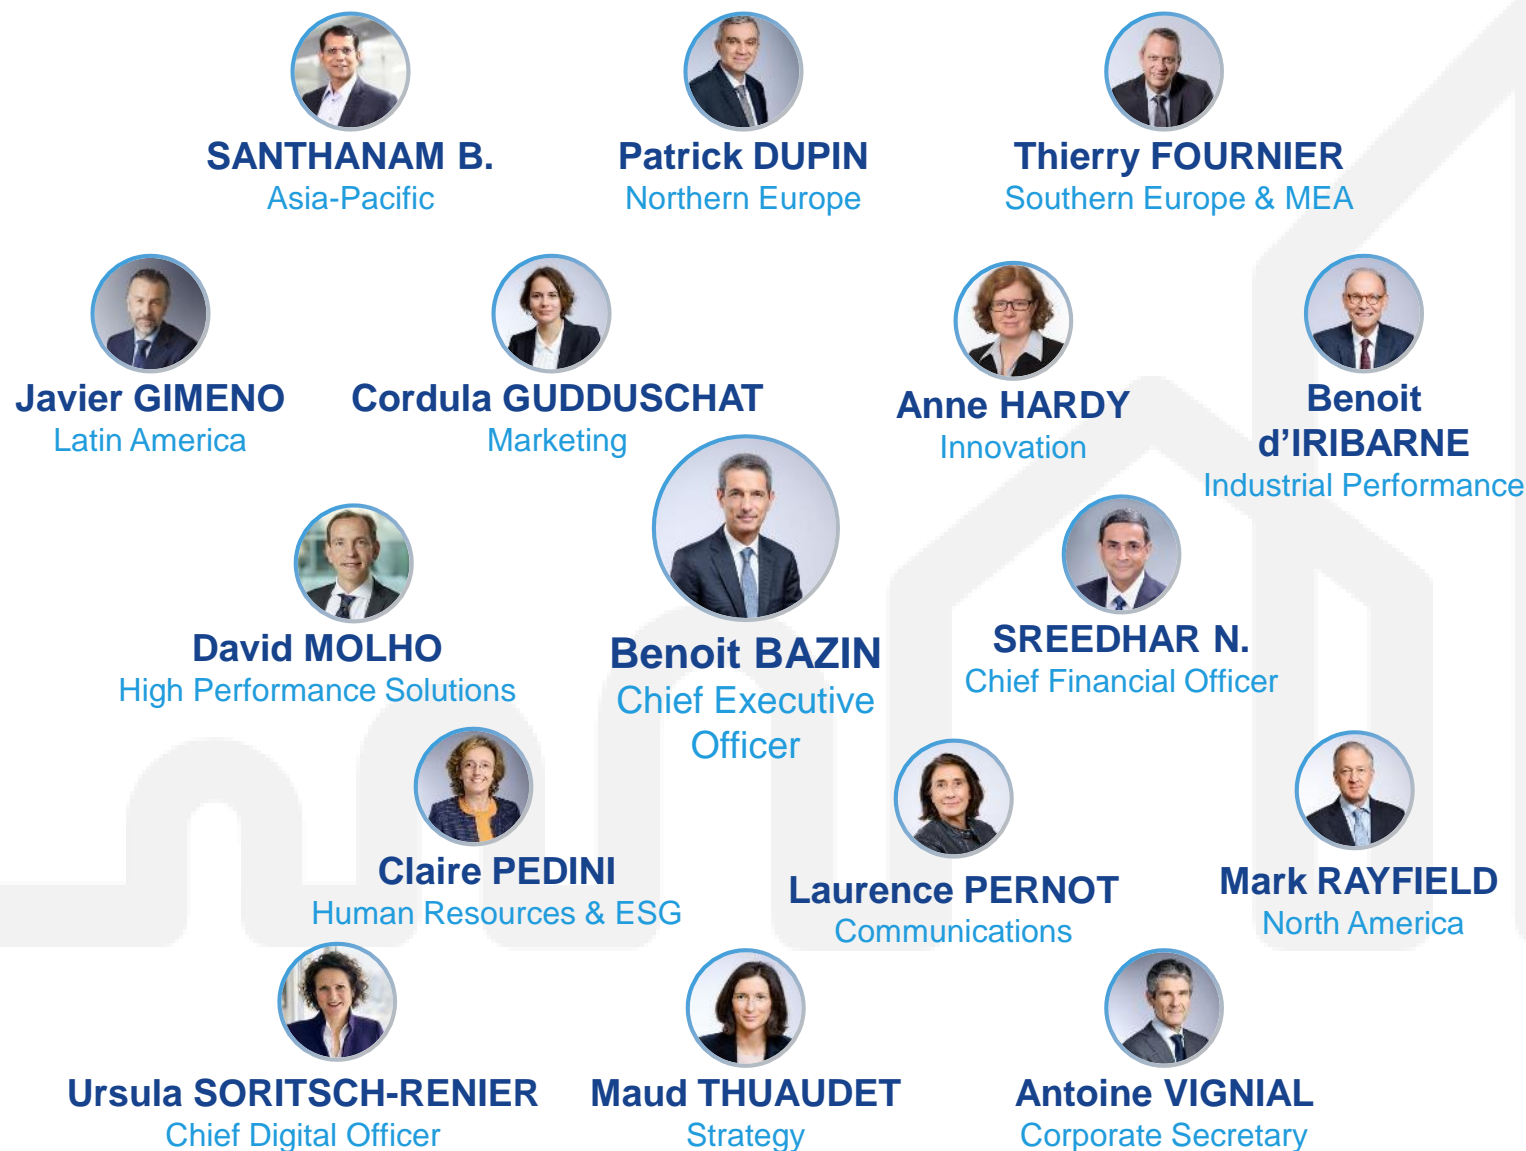 SANTHANAM B.
Asia-Pacific
Patrick DUPIN
Northern Europe
Thierry FOURNIER
Southern Europe & MEA
Javier GIMENO
Latin America
Cordula GUDDUSCHAT
Marketing
Anne HARDY
Innovation
Benoit
d’IRIBARNE
Industrial Performance
David MOLHO
High Performance Solutions
Benoit BAZIN
Chief Executive
Officer
SREEDHAR N.
Chief Financial Officer
Claire PEDINI
Human Resources & ESG
Laurence PERNOT
Communications
Mark RAYFIELD
North America
Ursula SORITSCH-RENIER
Chief Digital Officer
Maud THUAUDET
Strategy
Antoine VIGNIAL
Corporate Secretary